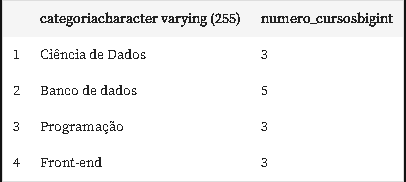 categoriacharacter varying (255) numero_cursosbigint
1 Ciência de Dados 3
2 Banco de dados 5
3 Programação 3
4 Front-end 3